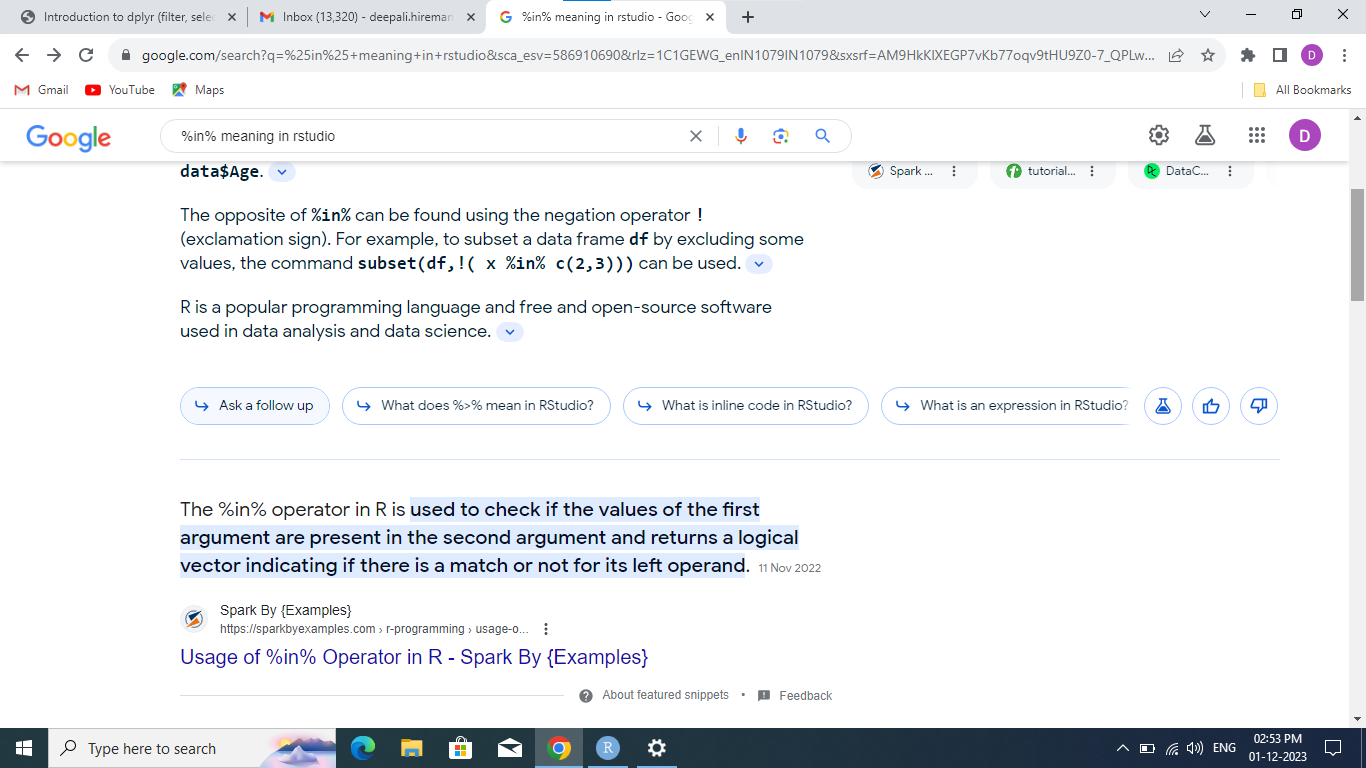 Introduction to dplyr (filter, selec
Inbox (13,320) - deepali.hireman
%in% meaning in rstudio - Goog
google.com/search?q=%25in%25+meaning+in+rstudio&sca_esv=586910690&rlz=1C1GEWG_enIN1079IN1079&sxsrf=AM9HkKlXEGP7vKb77oqv9tHU9Z0-7_QPLw...
D
Gmail
YouTube
Maps
All Bookmarks
Google
%in% meaning in rstudio
D
data$Age.
Spark ...
tutorial...
DataC...
The opposite of %in% can be found using the negation operator !
(exclamation sign). For example, to subset a data frame df by excluding some
values, the command subset(df,!( x %in% c(2,3))) can be used.
R is a popular programming language and free and open-source software
used in data analysis and data science.
Ask a follow up
What does %>% mean in RStudio?
What is inline code in RStudio?
What is an expression in RStudio?
The %in% operator in R is used to check if the values of the first
argument are present in the second argument and returns a logical
vector indicating if there is a match or not for its left operand. 11 Nov 2022
Spark By {Examples}
https://sparkbyexamples.com › r-programming › usage-o...
Usage of %in% Operator in R - Spark By {Examples}
About featured snippets • Feedback
Type here to search
R
ENG
02:53 PM
01-12-2023